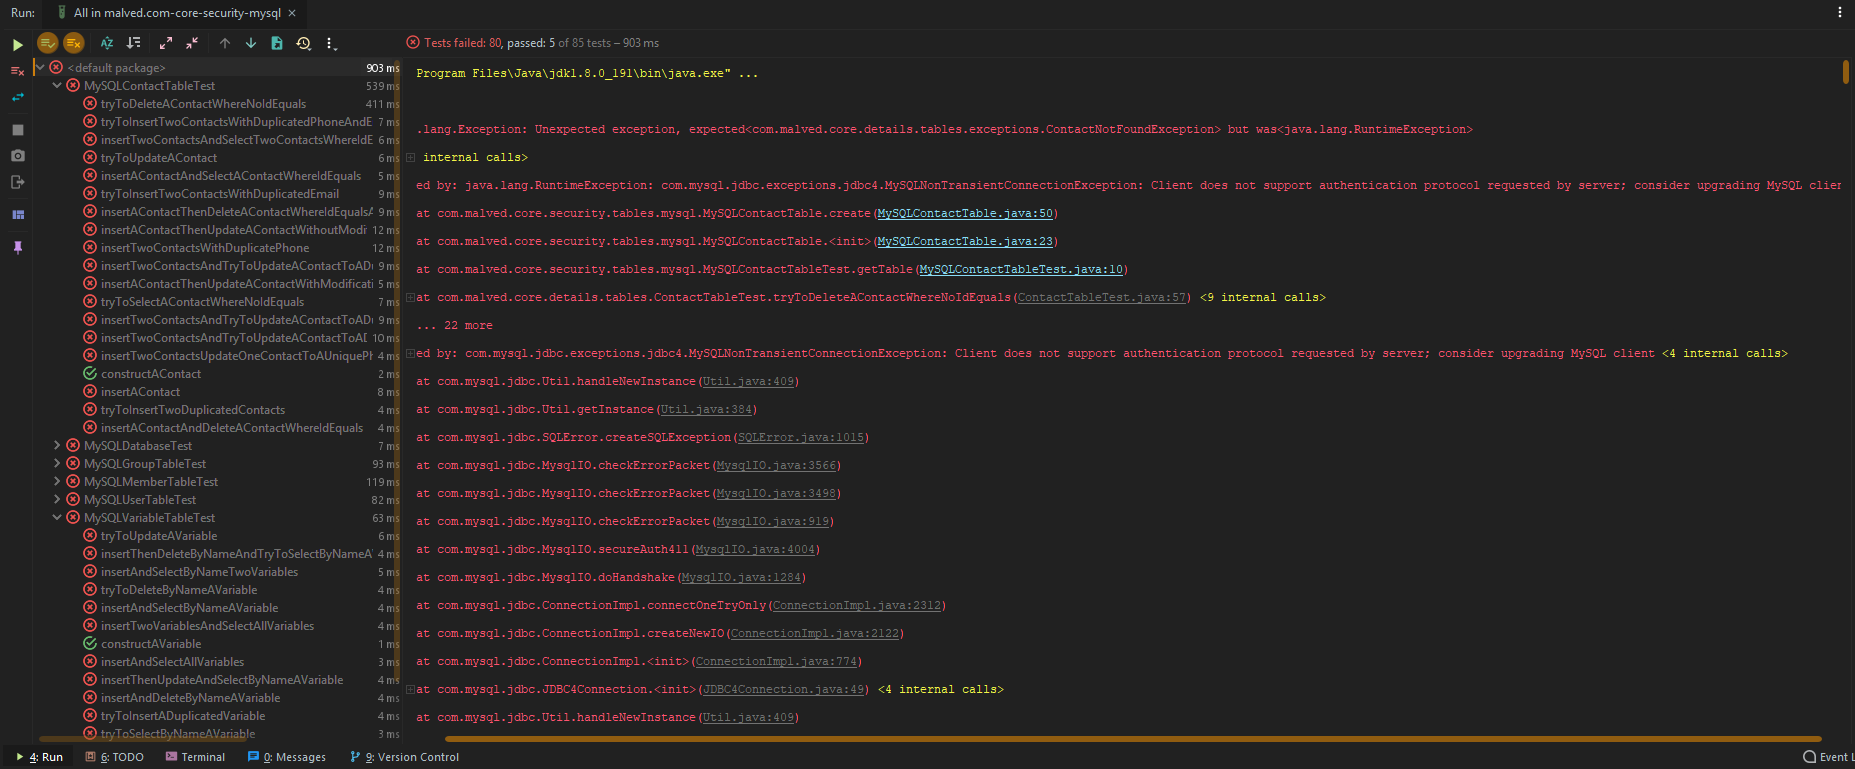 Run: All in malved.com-core-security-mysql
Tests failed: 80, passed: 5 of 85 tests – 903 ms
<default package> 903 ms
MySQLContactTableTest 539 ms
tryToDeleteAContactWhereNoIdEquals 411 ms
tryToInsertTwoContactsWithDuplicatedPhoneAndE 7 ms
insertTwoContactsAndSelectTwoContactsWhereIdE 6 ms
tryToUpdateAContact 6 ms
insertAContactAndSelectAContactWhereIdEquals 5 ms
tryToInsertTwoContactsWithDuplicatedEmail 9 ms
insertAContactThenDeleteAContactWhereIdEqualsA 9 ms
insertAContactThenUpdateAContactWithoutModif 12 ms
insertTwoContactsWithDuplicatePhone 12 ms
insertTwoContactsAndTryToUpdateAContactToADu 9 ms
insertAContactThenUpdateAContactWithModificati 5 ms
tryToSelectAContactWhereNoIdEquals 7 ms
insertTwoContactsAndTryToUpdateAContactToADu 9 ms
insertTwoContactsAndTryToUpdateAContactToAD 10 ms
insertTwoContactsUpdateOneContactToAUniquePh 4 ms
constructAContact 2 ms
insertAContact 8 ms
tryToInsertTwoDuplicatedContacts 4 ms
insertAContactAndDeleteAContactWhereIdEquals 4 ms
MySQLDatabaseTest 7 ms
MySQLGroupTableTest 93 ms
MySQLMemberTableTest 119 ms
MySQLUserTableTest 82 ms
MySQLVariableTableTest 63 ms
tryToUpdateAVariable 6 ms
insertThenDeleteByNameAndTryToSelectByNameA 4 ms
insertAndSelectByNameTwoVariables 5 ms
tryToDeleteByNameAVariable 4 ms
insertAndSelectByNameAVariable 4 ms
insertTwoVariablesAndSelectAllVariables 4 ms
constructAVariable 1 ms
insertAndSelectAllVariables 3 ms
insertThenUpdateAndSelectByNameAVariable 4 ms
insertAndDeleteByNameAVariable 4 ms
tryToInsertADuplicatedVariable 4 ms
tryToSelectByNameAVariable 3 ms
Program Files\Java\jdk1.8.0_191\bin\java.exe" ...
.lang.Exception: Unexpected exception, expected<com.malved.core.details.tables.exceptions.ContactNotFoundException> but was<java.lang.RuntimeException>
internal calls>
ed by: java.lang.RuntimeException: com.mysql.jdbc.exceptions.jdbc4.MySQLNonTransientConnectionException: Client does not support authentication protocol requested by server; consider upgrading MySQL clien
at com.malved.core.security.tables.mysql.MySQLContactTable.create(MySQLContactTable.java:50)
at com.malved.core.security.tables.mysql.MySQLContactTable.<init>(MySQLContactTable.java:23)
at com.malved.core.security.tables.mysql.MySQLContactTableTest.getTable(MySQLContactTableTest.java:10)
at com.malved.core.details.tables.ContactTableTest.tryToDeleteAContactWhereNoIdEquals(ContactTableTest.java:57) <9 internal calls>
... 22 more
ed by: com.mysql.jdbc.exceptions.jdbc4.MySQLNonTransientConnectionException: Client does not support authentication protocol requested by server; consider upgrading MySQL client <4 internal calls>
at com.mysql.jdbc.Util.handleNewInstance(Util.java:409)
at com.mysql.jdbc.Util.getInstance(Util.java:384)
at com.mysql.jdbc.SQLError.createSQLException(SQLError.java:1015)
at com.mysql.jdbc.MysqlIO.checkErrorPacket(MysqlIO.java:3566)
at com.mysql.jdbc.MysqlIO.checkErrorPacket(MysqlIO.java:3498)
at com.mysql.jdbc.MysqlIO.checkErrorPacket(MysqlIO.java:919)
at com.mysql.jdbc.MysqlIO.secureAuth411(MysqlIO.java:4004)
at com.mysql.jdbc.MysqlIO.doHandshake(MysqlIO.java:1284)
at com.mysql.jdbc.ConnectionImpl.connectOneTryOnly(ConnectionImpl.java:2312)
at com.mysql.jdbc.ConnectionImpl.createNewIO(ConnectionImpl.java:2122)
at com.mysql.jdbc.ConnectionImpl.<init>(ConnectionImpl.java:774)
at com.mysql.jdbc.JDBC4Connection.<init>(JDBC4Connection.java:49) <4 internal calls>
at com.mysql.jdbc.Util.handleNewInstance(Util.java:409)
4: Run 6: TODO Terminal 0: Messages 9: Version Control Event L